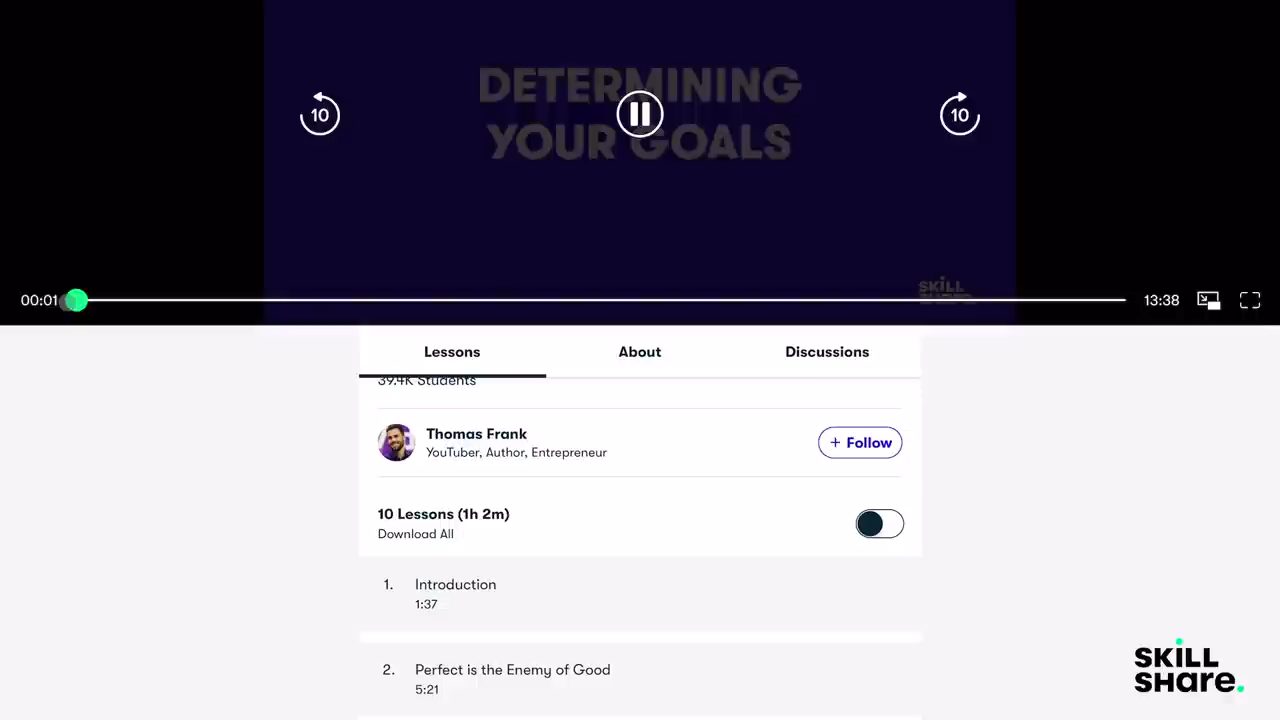 DETERMINING
YOUR GOALS
10
10
SKILL
00:01
13:38
Lessons
About
Discussions
39.4K Students
Thomas Frank
YouTuber, Author, Entrepreneur
+ Follow
10 Lessons (1h 2m)
Download All
1. Introduction
1:37
2. Perfect is the Enemy of Good
5:21
SKILL
SHare.